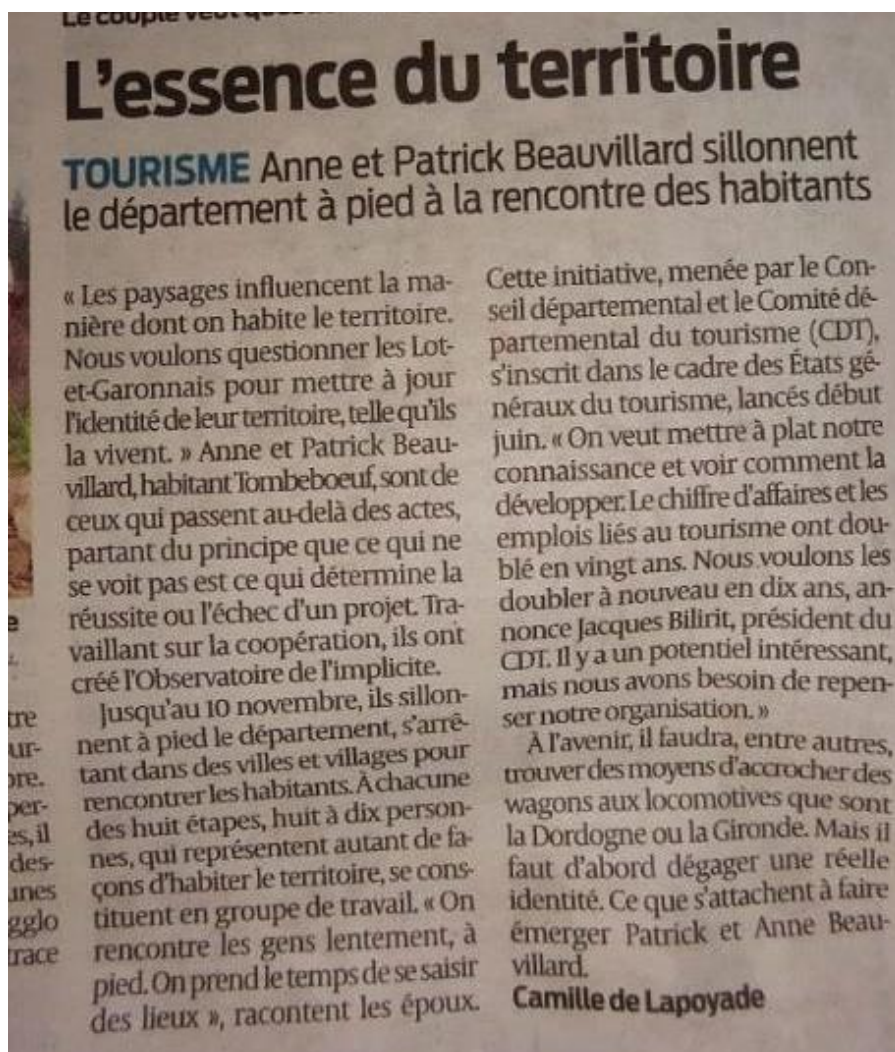 Le couple veut
L'essence du territoire
TOURISME Anne et Patrick Beauvillard sillonnent
le département à pied à la rencontre des habitants
« Les paysages influencent la ma-
nière dont on habite le territoire.
Nous voulons questionner les Lot-
et-Garonnais pour mettre à jour
l'identité de leur territoire, telle qu'ils
la vivent. » Anne et Patrick Beau-
villard, habitant Tombeboeuf, sont de
ceux qui passent au-delà des actes,
partant du principe que ce qui ne
se voit pas est ce qui détermine la
réussite ou l'échec d'un projet. Tra-
vaillant sur la coopération, ils ont
créé l'Observatoire de l'implicite.
Jusqu'au 10 novembre, ils sillon-
nent à pied le département, s'arrê-
tant dans des villes et villages pour
rencontrer les habitants. À chacune
des huit étapes, huit à dix person-
nes, qui représentent autant de fa-
çons d'habiter le territoire, se cons-
tituent en groupe de travail. « On
rencontre les gens lentement, à
pied. On prend le temps de se saisir
des lieux », racontent les époux.
Cette initiative, menée par le Con-
seil départemental et le Comité dé-
partemental du tourisme (CDT),
s'inscrit dans le cadre des États gé-
néraux du tourisme, lancés début
juin. « On veut mettre à plat notre
connaissance et voir comment la
développer. Le chiffre d'affaires et les
emplois liés au tourisme ont dou-
blé en vingt ans. Nous voulons les
doubler à nouveau en dix ans, an-
nonce Jacques Bilirit, président du
CDT. Il y a un potentiel intéressant,
mais nous avons besoin de repen-
ser notre organisation. »
À l'avenir, il faudra, entre autres,
trouver des moyens d'accrocher des
wagons aux locomotives que sont
la Dordogne ou la Gironde. Mais il
faut d'abord dégager une réelle
identité. Ce que s'attachent à faire
émerger Patrick et Anne Beau-
villard.
Camille de Lapoyade